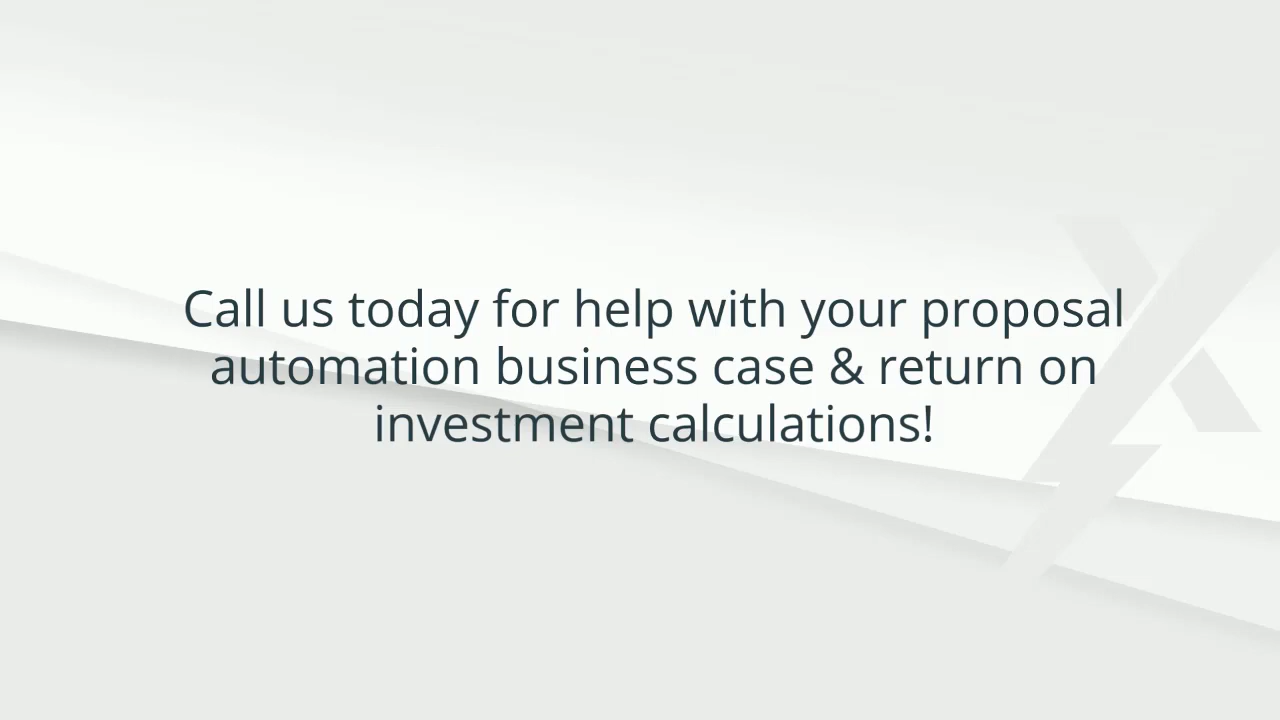 Call us today for help with your proposal
automation business case & return on
investment calculations!